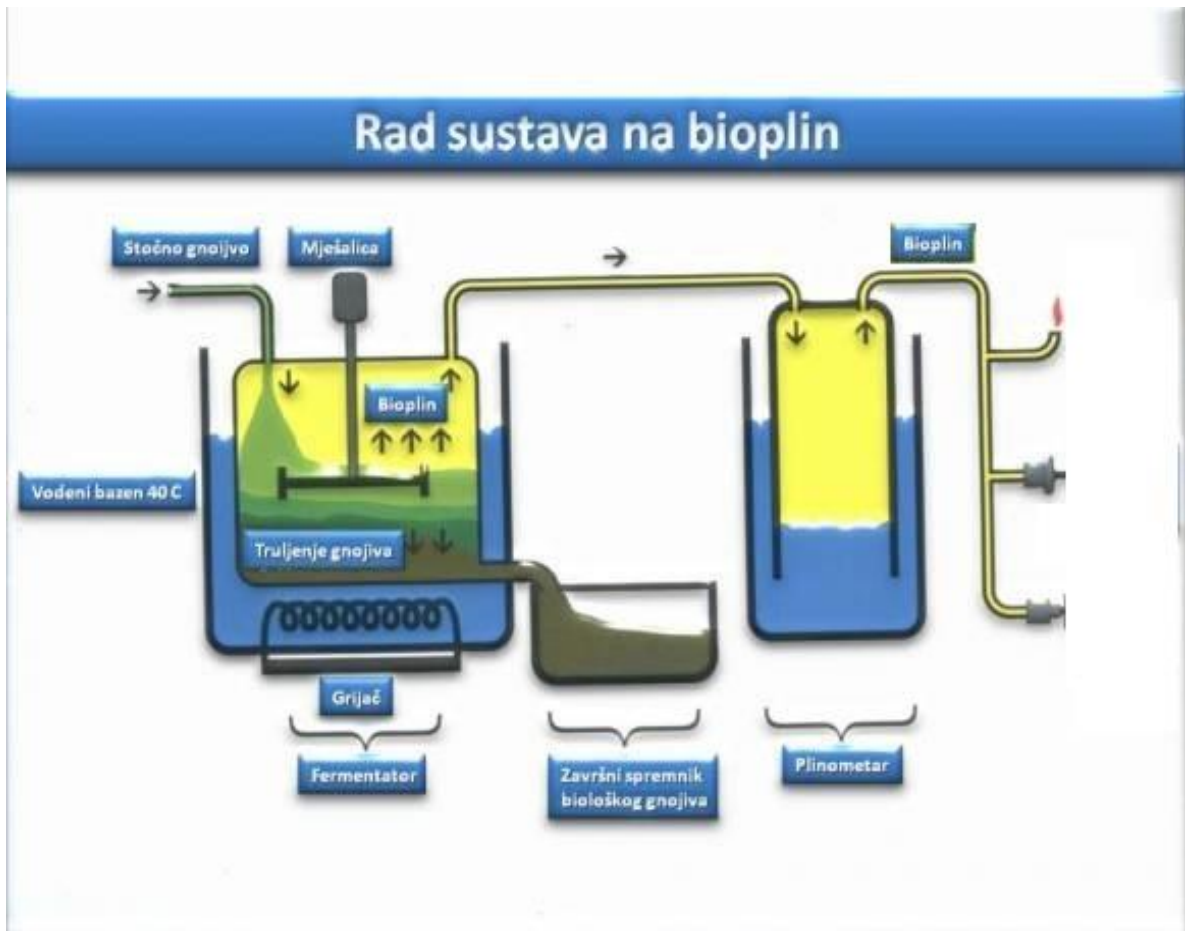 Rad sustava na bioplin
Stočno gnoijvo
Mješalica
Bioplin
Bioplin
Vodeni bazen 40 C
Truljenje gnojiva
Grijač
Fermentator
Završni spremnik
biološkog gnojiva
Plinometar